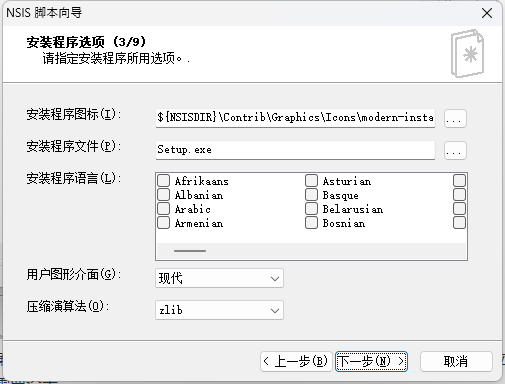 NSIS 脚本向导
安装程序选项 (3/9)
请指定安装程序所用选项。.
安装程序图标(I): ${NSISDIR}\Contrib\Graphics\Icons\modern-insta ...
安装程序文件(P): Setup.exe ...
安装程序语言(L): Afrikaans Asturian
Albanian Basque
Arabic Belarusian
Armenian Bosnian
用户图形介面(G): 现代
压缩演算法(O): zlib
< 上一步(B) 下一步(N) > 取消